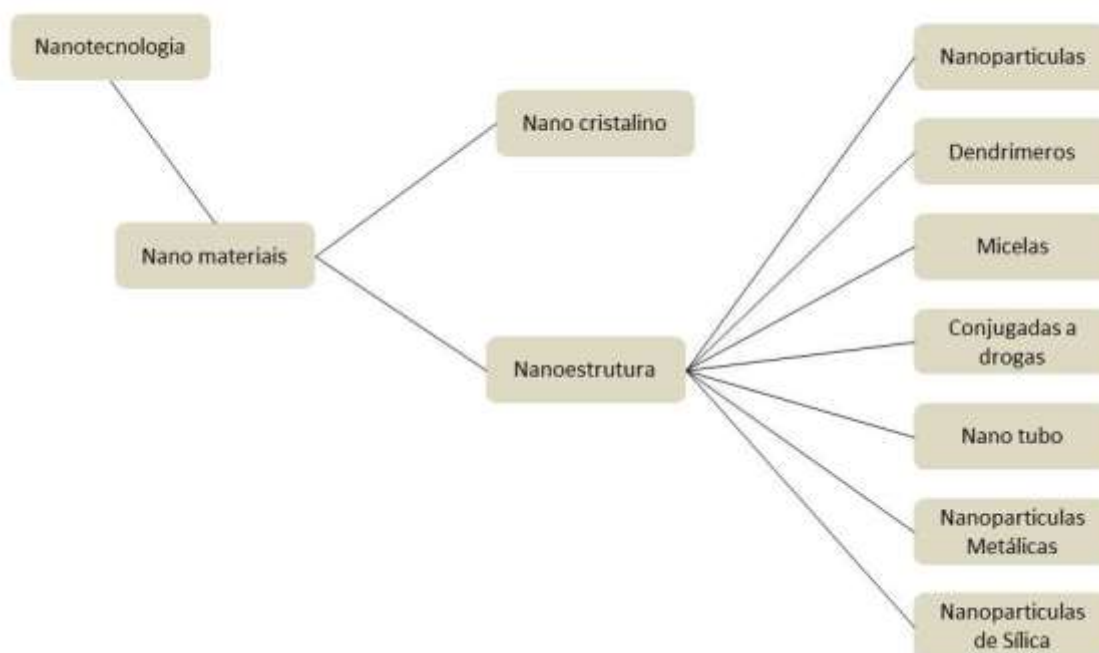 Nanotecnologia
Nano materiais
Nano cristalino
Nanoestrutura
Nanoparticulas
Dendrimeros
Micelas
Conjugadas a
drogas
Nano tubo
Nanoparticulas
Metálicas
Nanoparticulas
de Sílica